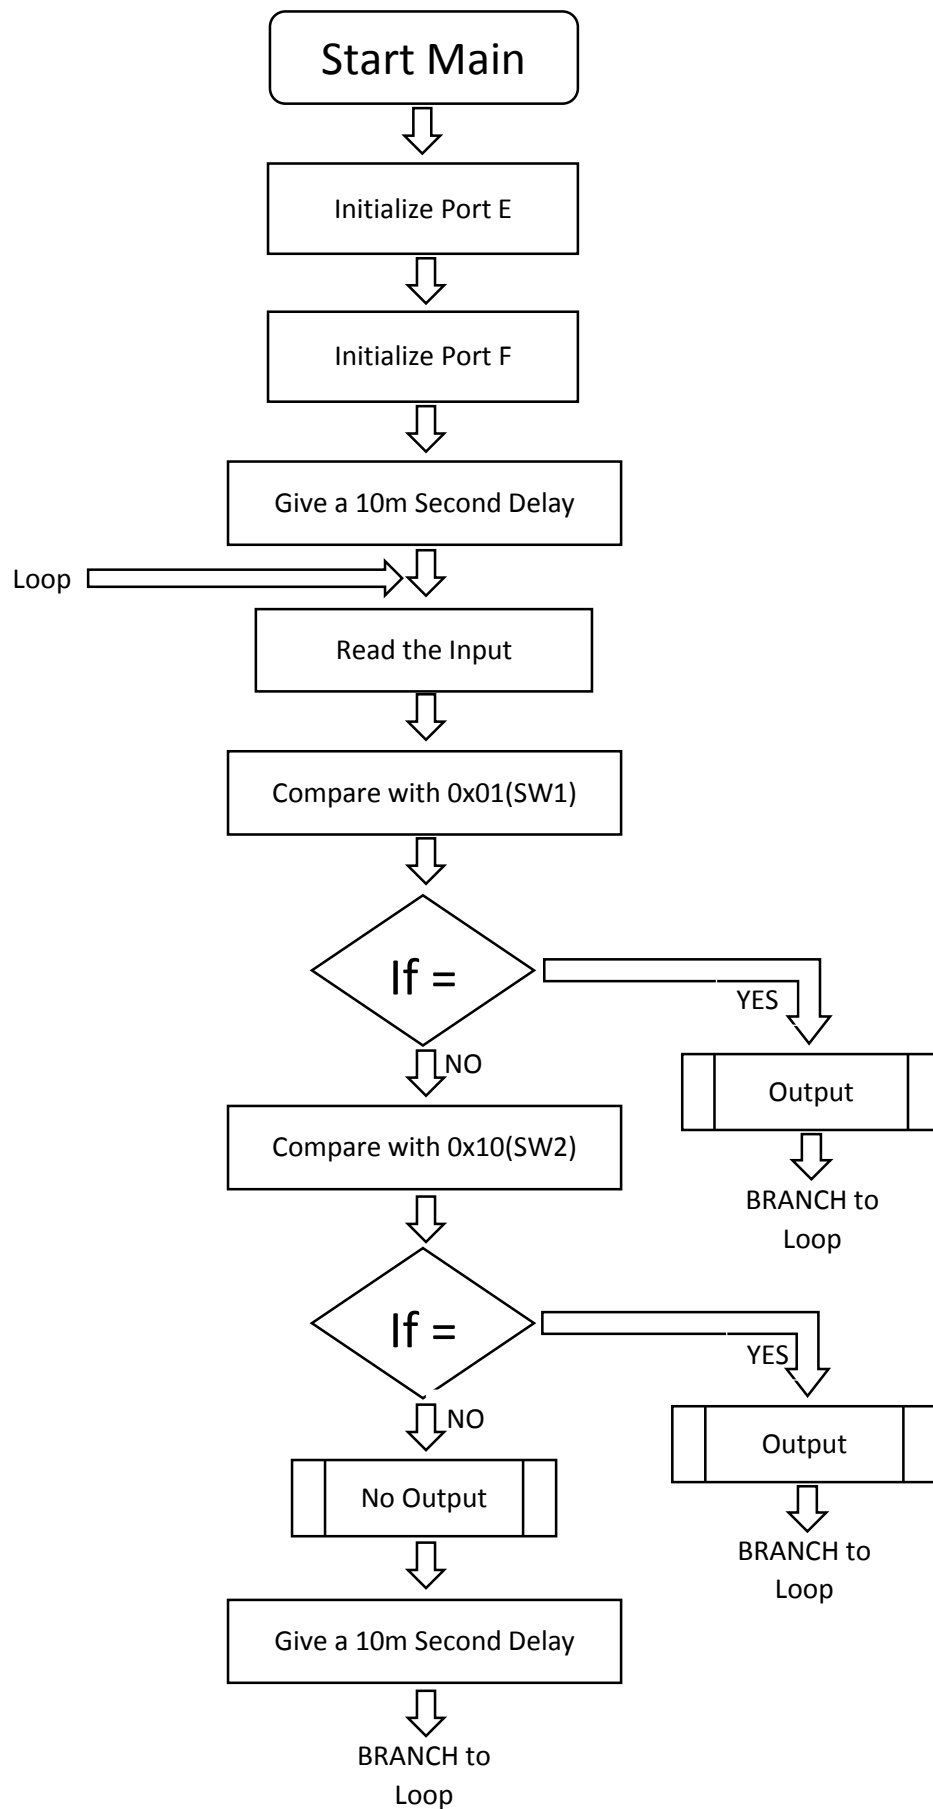 Start Main
Initialize Port E
Initialize Port F
Give a 10m Second Delay
Loop
Read the Input
Compare with 0x01(SW1)
If =
YES
NO
Output
Compare with 0x10(SW2)
BRANCH to
Loop
If =
YES
NO
Output
No Output
BRANCH to
Loop
Give a 10m Second Delay
BRANCH to
Loop